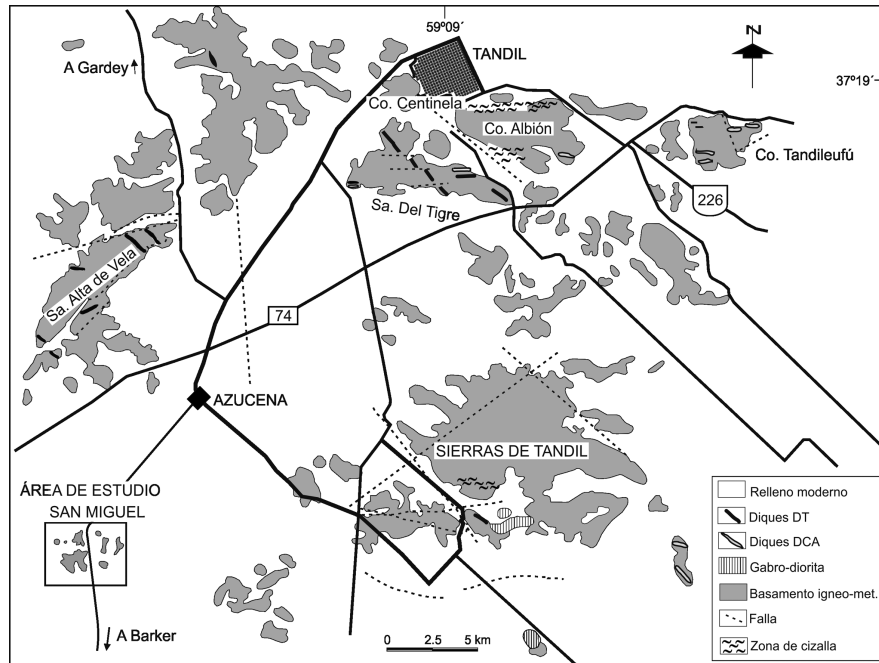 59º09´
A Gardey
TANDIL
N
37º19´
Co. Centinela
Co. Albión
Co. Tandileufú
Sa. Del Tigre
226
Sa. Alta de Vela
74
AZUCENA
SIERRAS DE TANDIL
ÁREA DE ESTUDIO
SAN MIGUEL
A Barker
0 2.5 5 km
Relleno moderno
Diques DT
Diques DCA
Gabro-diorita
Basamento igneo-met.
Falla
Zona de cizalla